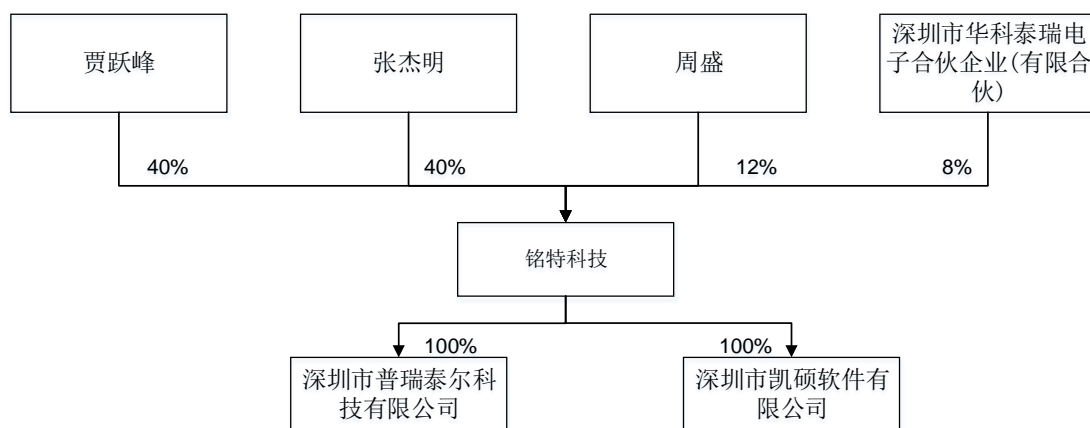 贾跃峰
张杰明
周盛
深圳市华科泰瑞电
子合伙企业(有限合
伙)
40%
40%
12%
8%
铭特科技
100%
100%
深圳市普瑞泰尔科
技有限公司
深圳市凯硕软件有
限公司